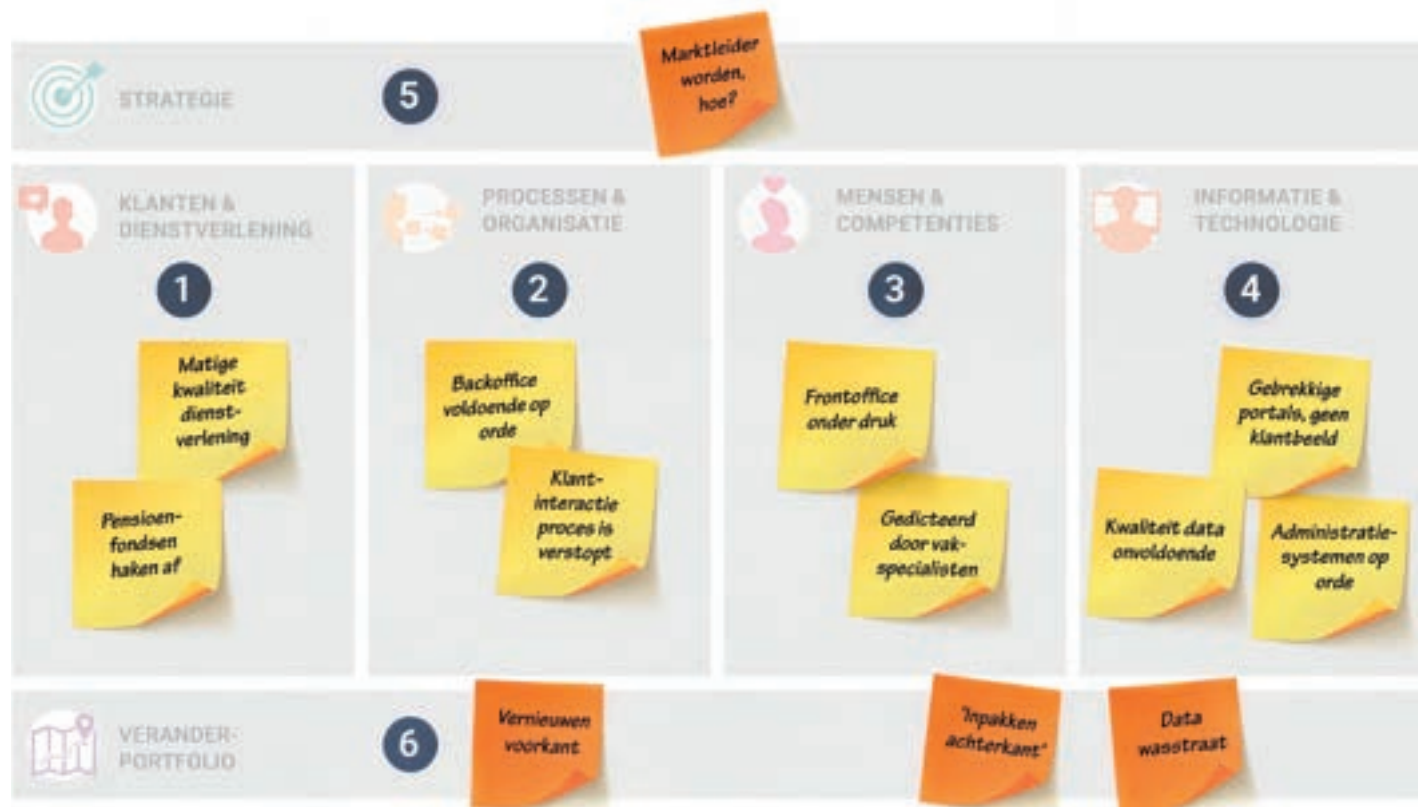 Marktleider
worden,
hoe?
STRATEGIE
5
KLANTEN &
DIENSTVERLENING
1
Matige
kwaliteit
dienst-
verlening
Pensioen-
fondsen
haken af
PROCESSEN &
ORGANISATIE
2
Backoffice
voldoende op
orde
Klant-
interactie
proces is
verstopt
MENSEN &
COMPETENTIES
3
Frontoffice
onder druk
Gedicteerd
door vak-
specialisten
INFORMATIE &
TECHNOLOGIE
4
Gebrekkige
portals, geen
klantbeeld
Kwaliteit data
onvoldoende
Administratie-
systemen op
orde
VERANDER-
PORTFOLIO
6
Vernieuwen
voorkant
"Inpakken
achterkant"
Data
wasstraat